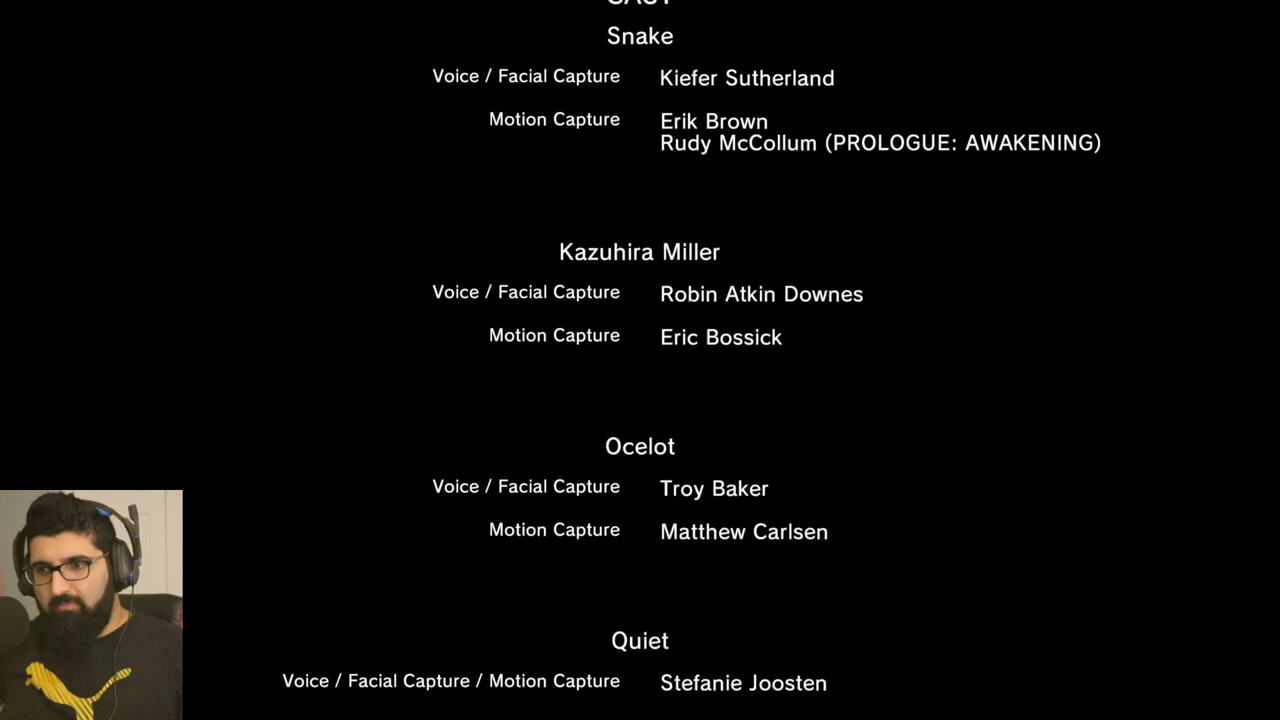 CAST
Snake
Voice / Facial Capture Kiefer Sutherland
Motion Capture Erik Brown
Rudy McCollum (PROLOGUE: AWAKENING)
Kazuhira Miller
Voice / Facial Capture Robin Atkin Downes
Motion Capture Eric Bossick
Ocelot
Voice / Facial Capture Troy Baker
Motion Capture Matthew Carlsen
Quiet
Voice / Facial Capture / Motion Capture Stefanie Joosten